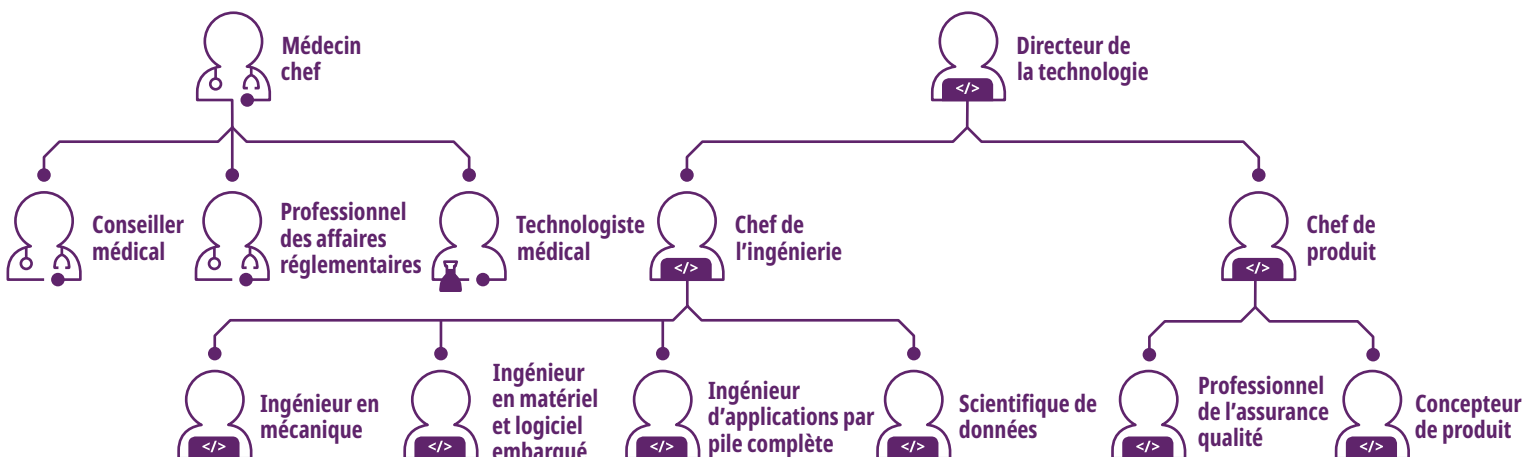 Médecin
chef
Directeur de
la technologie
</>
Conseiller
médical
Professionnel
des affaires
réglementaires
Technologiste
médical
Chef de
l’ingénierie
</>
Chef de
produit
</>
Ingénieur en
mécanique
</>
Ingénieur
en matériel
et logiciel
embarqué
</>
Ingénieur
d’applications par
pile complète
</>
Scientifique de
données
</>
Professionnel
de l’assurance
qualité
</>
Concepteur
de produit
</>